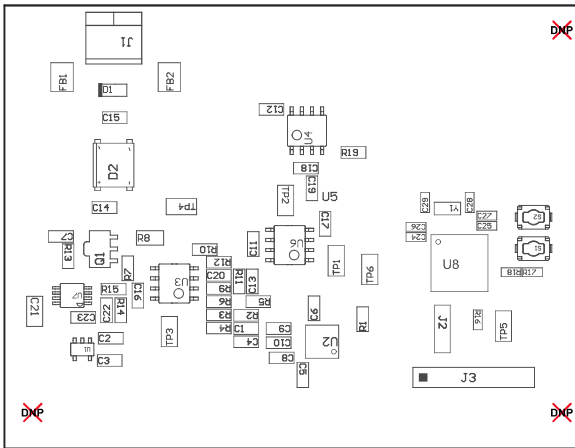 DNP
J1
FB1
FB2
D1
C15
C12
U4
R19
D2
C18
C19
TP2
U5
C14
TP4
C17
C29
Y1
C28
C27
C26
C25
C24
S2
S1
C7
R13
Q1
R8
R10
C11
U6
TP1
TP6
U8
R7
R12
C20
R9
R11
C13
U3
R18
R17
R15
C16
C21
C22
R14
C23
R6
R5
R3
R2
R4
C1
C4
C6
C9
C10
U2
R1
J2
R16
TP5
U1
C2
C3
TP3
C8
C5
J3
DNP
DNP